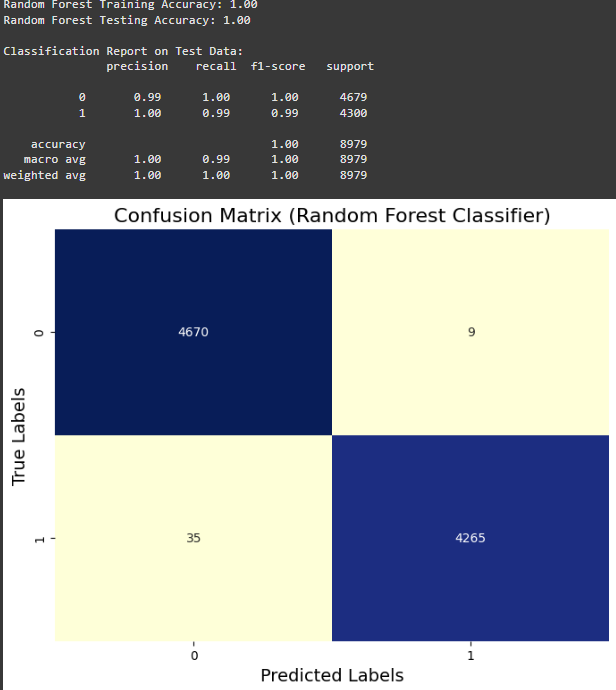 Random Forest Training Accuracy: 1.00
Random Forest Testing Accuracy: 1.00
Classification Report on Test Data:
precision recall f1-score support
0 0.99 1.00 1.00 4679
1 1.00 0.99 0.99 4300
accuracy 1.00 8979
macro avg 1.00 0.99 1.00 8979
weighted avg 1.00 1.00 1.00 8979
Confusion Matrix (Random Forest Classifier)
True Labels
0 4670 9
1 35 4265
0 1
Predicted Labels